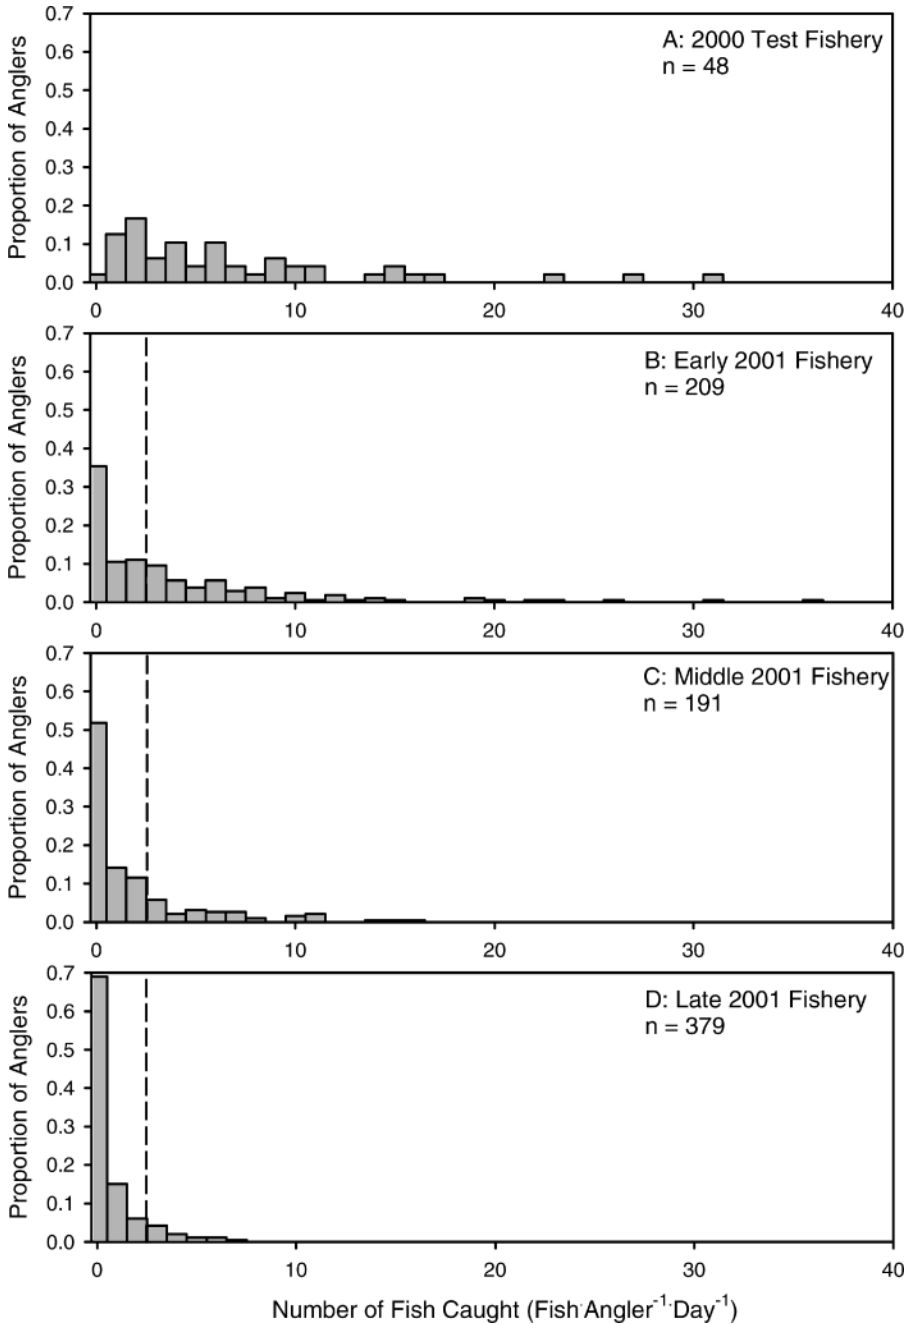 Proportion of Anglers
0.7
0.6
0.5
0.4
0.3
0.2
0.1
0.0
A: 2000 Test Fishery
n = 48
0 10 20 30 40
Proportion of Anglers
0.7
0.6
0.5
0.4
0.3
0.2
0.1
0.0
B: Early 2001 Fishery
n = 209
0 10 20 30 40
Proportion of Anglers
0.7
0.6
0.5
0.4
0.3
0.2
0.1
0.0
C: Middle 2001 Fishery
n = 191
0 10 20 30 40
Proportion of Anglers
0.7
0.6
0.5
0.4
0.3
0.2
0.1
0.0
D: Late 2001 Fishery
n = 379
0 10 20 30 40
Number of Fish Caught (Fish·Angler⁻¹·Day⁻¹)